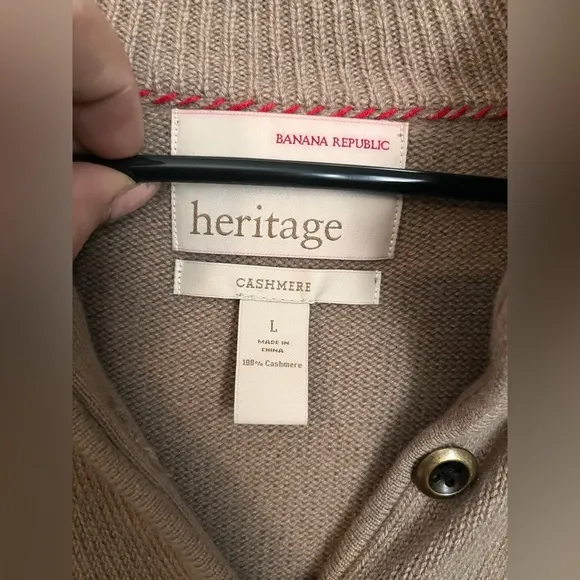 BANANA REPUBLIC
heritage
CASHMERE
L
MADE IN
CHINA
100% Cashmere